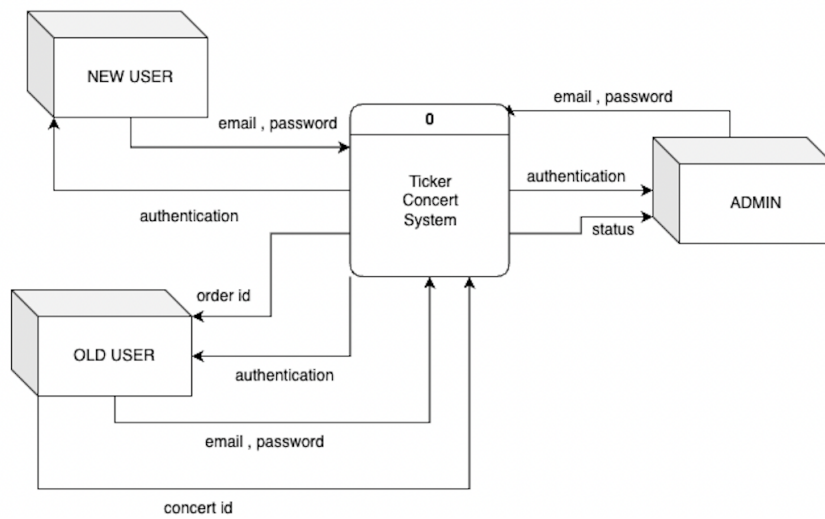 NEW USER
email , password
email , password
0
Ticker
Concert
System
authentication
ADMIN
authentication
status
order id
OLD USER
authentication
email , password
concert id